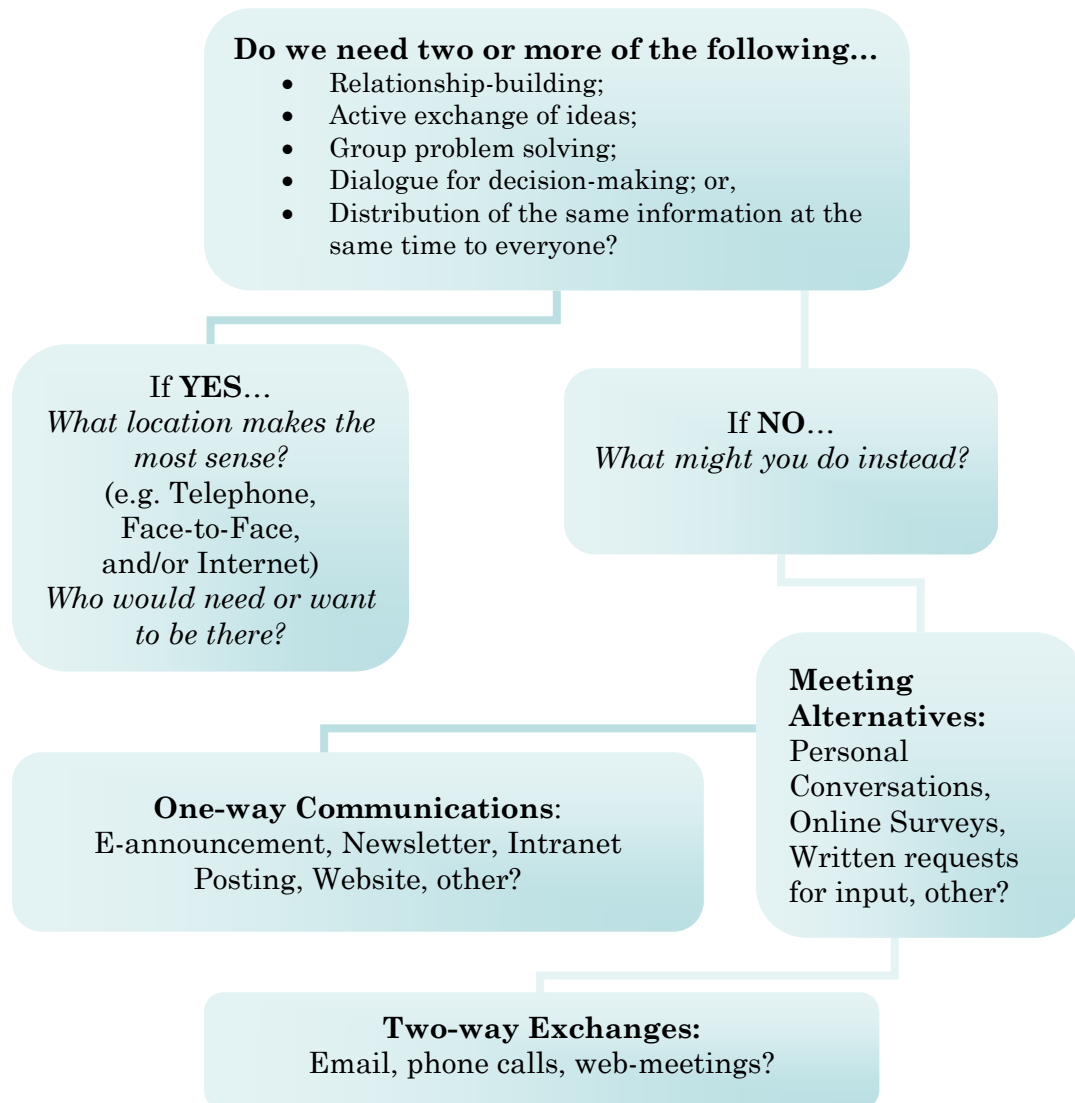 Do we need two or more of the following…
• Relationship-building;
• Active exchange of ideas;
• Group problem solving;
• Dialogue for decision-making; or,
• Distribution of the same information at the
same time to everyone?
If YES…
What location makes the
most sense?
(e.g. Telephone,
Face-to-Face,
and/or Internet)
Who would need or want
to be there?
If NO…
What might you do instead?
Meeting
Alternatives:
Personal
Conversations,
Online Surveys,
Written requests
for input, other?
One-way Communications:
E-announcement, Newsletter, Intranet
Posting, Website, other?
Two-way Exchanges:
Email, phone calls, web-meetings?